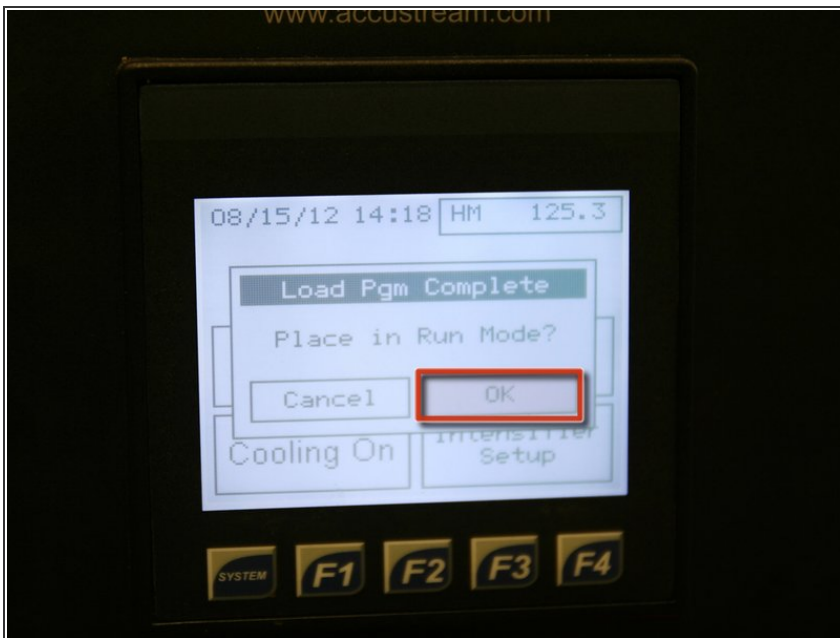 www.accustream.com
08/15/12 14:18 HM 125.3
Load Pgm Complete
Place in Run Mode?
Cancel OK
Cooling On Intensifier
Setup
SYSTEM F1 F2 F3 F4